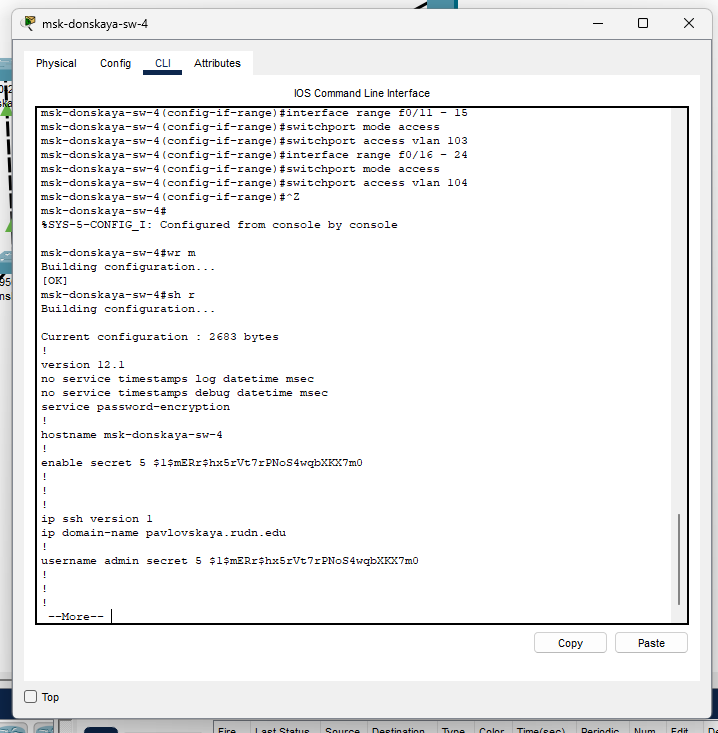 msk-donskaya-sw-4
Physical Config CLI Attributes
IOS Command Line Interface
msk-donskaya-sw-4(config-if-range)#interface range f0/11 - 15
msk-donskaya-sw-4(config-if-range)#switchport mode access
msk-donskaya-sw-4(config-if-range)#switchport access vlan 103
msk-donskaya-sw-4(config-if-range)#interface range f0/16 - 24
msk-donskaya-sw-4(config-if-range)#switchport mode access
msk-donskaya-sw-4(config-if-range)#switchport access vlan 104
msk-donskaya-sw-4(config-if-range)#^Z
msk-donskaya-sw-4#
%SYS-5-CONFIG_I: Configured from console by console
msk-donskaya-sw-4#wr m
Building configuration...
[OK]
msk-donskaya-sw-4#sh r
Building configuration...
Current configuration : 2683 bytes
!
version 12.1
no service timestamps log datetime msec
no service timestamps debug datetime msec
service password-encryption
!
hostname msk-donskaya-sw-4
!
enable secret 5 $1$mERr$hx5rVt7rPNoS4wqbXKX7m0
!
!
!
ip ssh version 1
ip domain-name pavlovskaya.rudn.edu
!
username admin secret 5 $1$mERr$hx5rVt7rPNoS4wqbXKX7m0
!
!
!
--More--
Copy Paste
Top
Fire Last Status Source Destination Type Color Time(sec) Periodic Num Edit